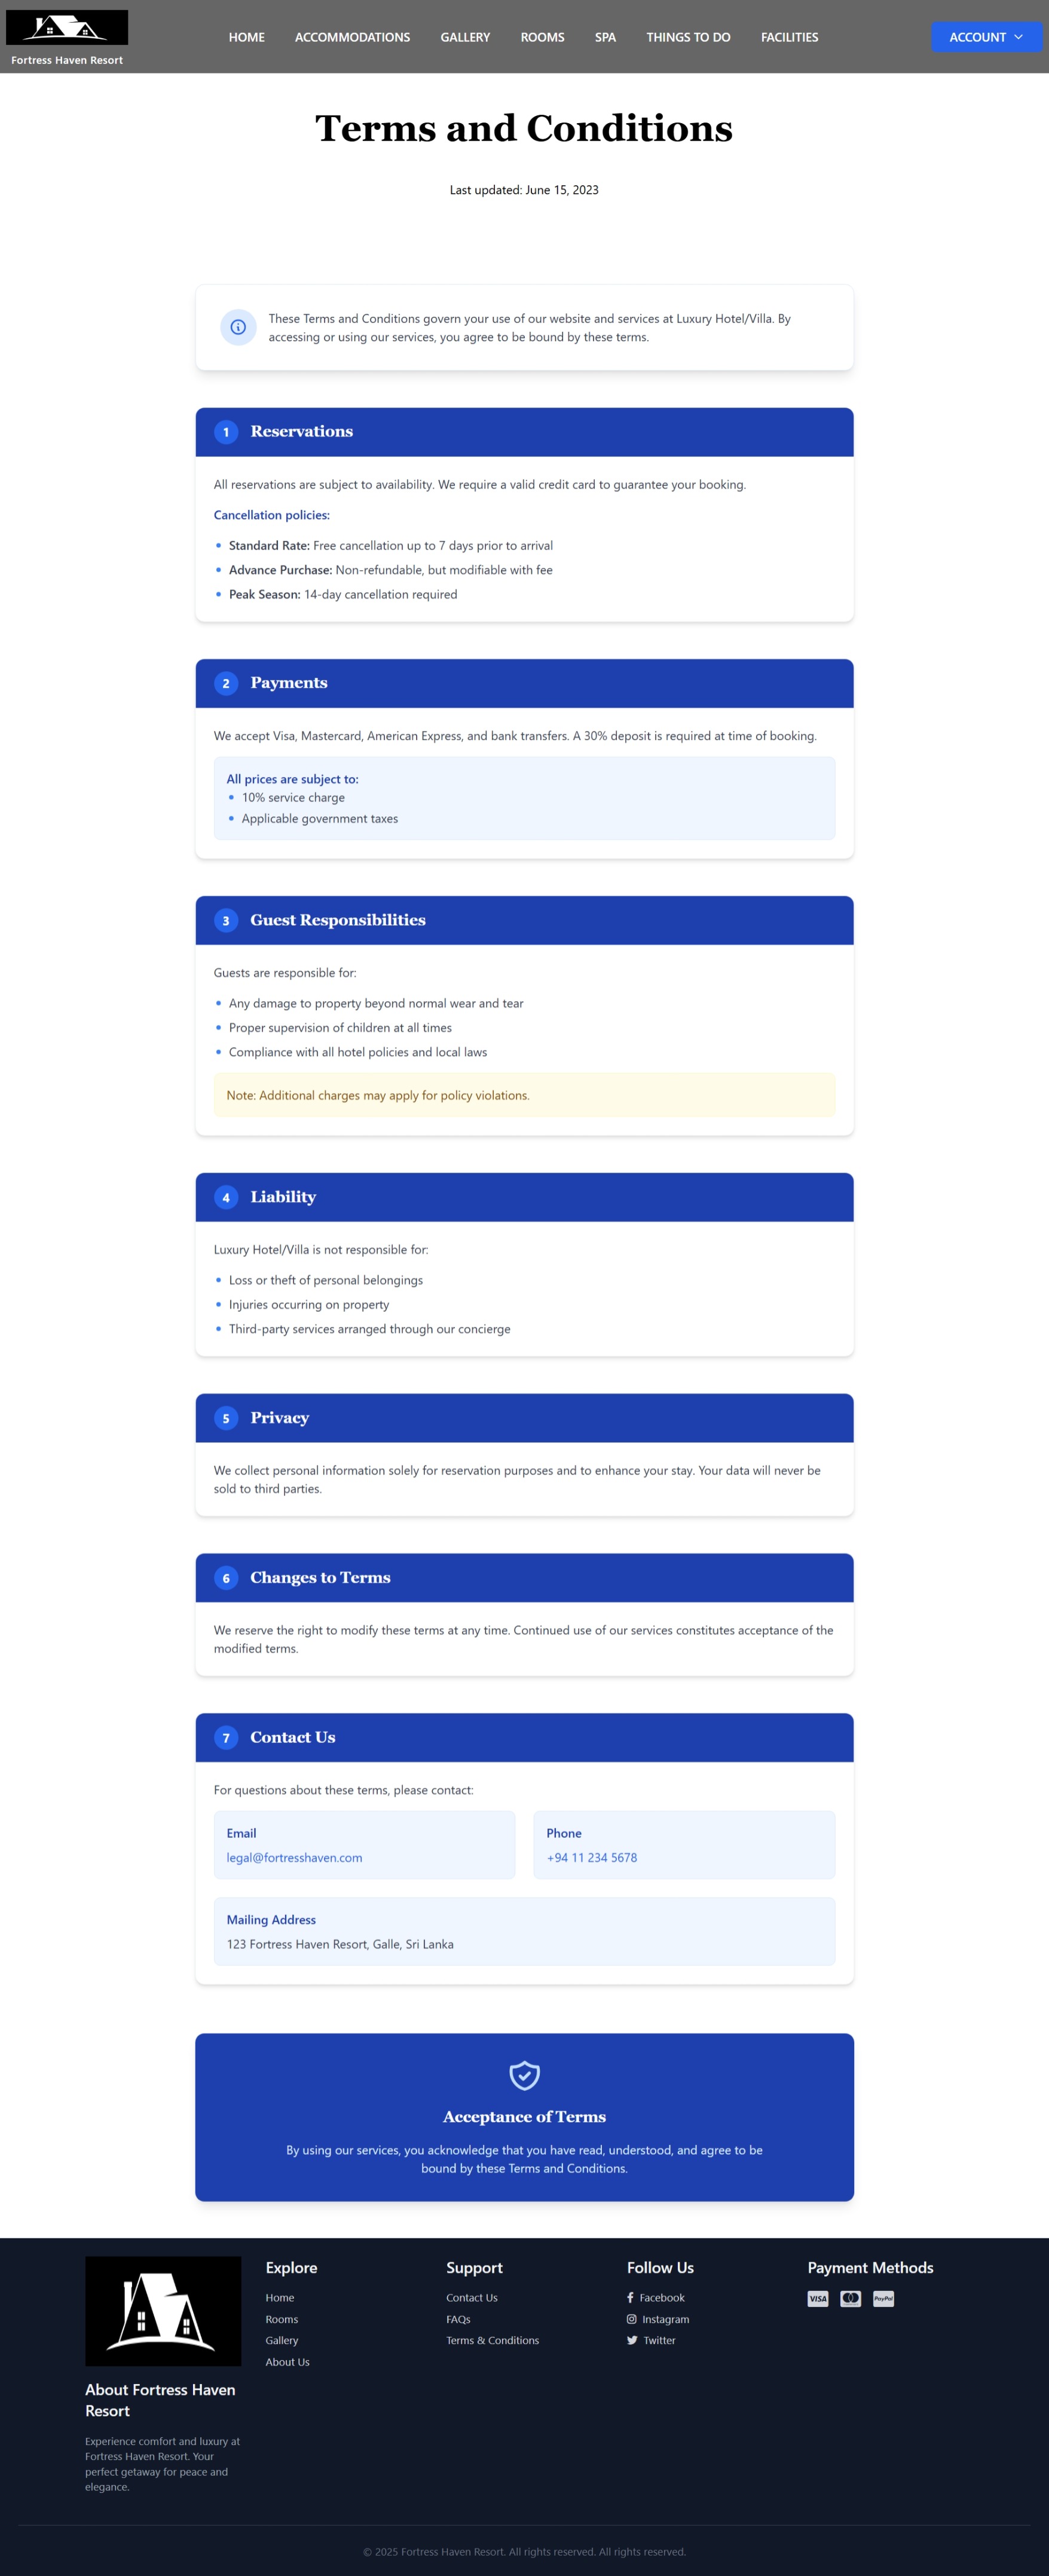 Fortress Haven Resort
HOME ACCOMMODATIONS GALLERY ROOMS SPA THINGS TO DO FACILITIES
ACCOUNT
Terms and Conditions
Last updated: June 15, 2023
These Terms and Conditions govern your use of our website and services at Luxury Hotel/Villa. By
accessing or using our services, you agree to be bound by these terms.
1 Reservations
All reservations are subject to availability. We require a valid credit card to guarantee your booking.
Cancellation policies:
• Standard Rate: Free cancellation up to 7 days prior to arrival
• Advance Purchase: Non-refundable, but modifiable with fee
• Peak Season: 14-day cancellation required
2 Payments
We accept Visa, Mastercard, American Express, and bank transfers. A 30% deposit is required at time of booking.
All prices are subject to:
• 10% service charge
• Applicable government taxes
3 Guest Responsibilities
Guests are responsible for:
• Any damage to property beyond normal wear and tear
• Proper supervision of children at all times
• Compliance with all hotel policies and local laws
Note: Additional charges may apply for policy violations.
4 Liability
Luxury Hotel/Villa is not responsible for:
• Loss or theft of personal belongings
• Injuries occurring on property
• Third-party services arranged through our concierge
5 Privacy
We collect personal information solely for reservation purposes and to enhance your stay. Your data will never be
sold to third parties.
6 Changes to Terms
We reserve the right to modify these terms at any time. Continued use of our services constitutes acceptance of the
modified terms.
7 Contact Us
For questions about these terms, please contact:
Email
legal@fortresshaven.com
Phone
+94 11 234 5678
Mailing Address
123 Fortress Haven Resort, Galle, Sri Lanka
Acceptance of Terms
By using our services, you acknowledge that you have read, understood, and agree to be
bound by these Terms and Conditions.
About Fortress Haven
Resort
Experience comfort and luxury at
Fortress Haven Resort. Your
perfect getaway for peace and
elegance.
Explore
Home
Rooms
Gallery
About Us
Support
Contact Us
FAQs
Terms & Conditions
Follow Us
Facebook
Instagram
Twitter
Payment Methods
VISA PayPal
© 2025 Fortress Haven Resort. All rights reserved. All rights reserved.